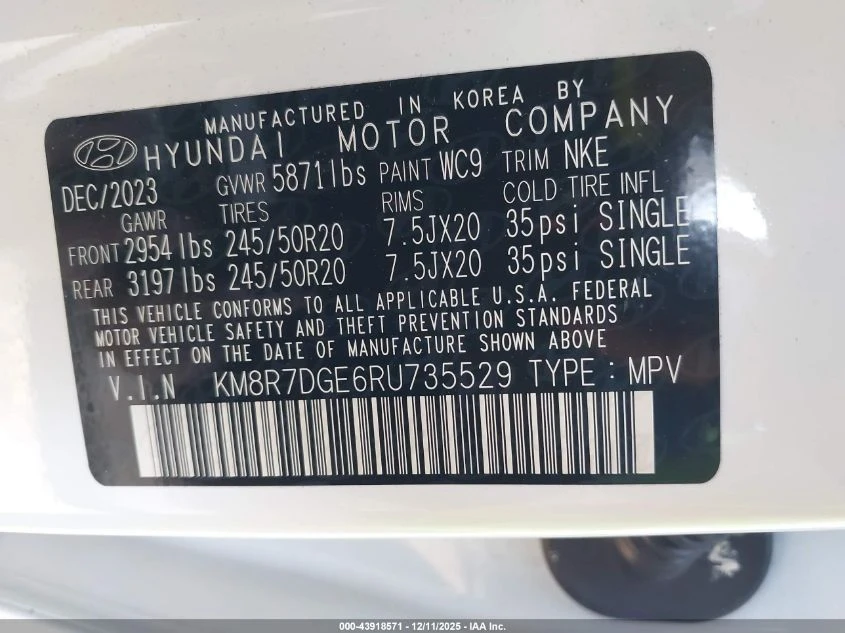 MANUFACTURED IN KOREA BY
HYUNDAI MOTOR COMPANY
DEC/2023 GVWR 5871lbs PAINT WC9 TRIM NKE
GAWR TIRES RIMS COLD TIRE INFL
FRONT 2954lbs 245/50R20 7.5JX20 35psi SINGLE
REAR 3197lbs 245/50R20 7.5JX20 35psi SINGLE
THIS VEHICLE CONFORMS TO ALL APPLICABLE U.S.A. FEDERAL
MOTOR VEHICLE SAFETY AND THEFT PREVENTION STANDARDS
IN EFFECT ON THE DATE OF MANUFACTURE SHOWN ABOVE
V.I.N KM8R7DGE6RU735529 TYPE : MPV
000-43918571 - 12/11/2025 - IAA Inc.